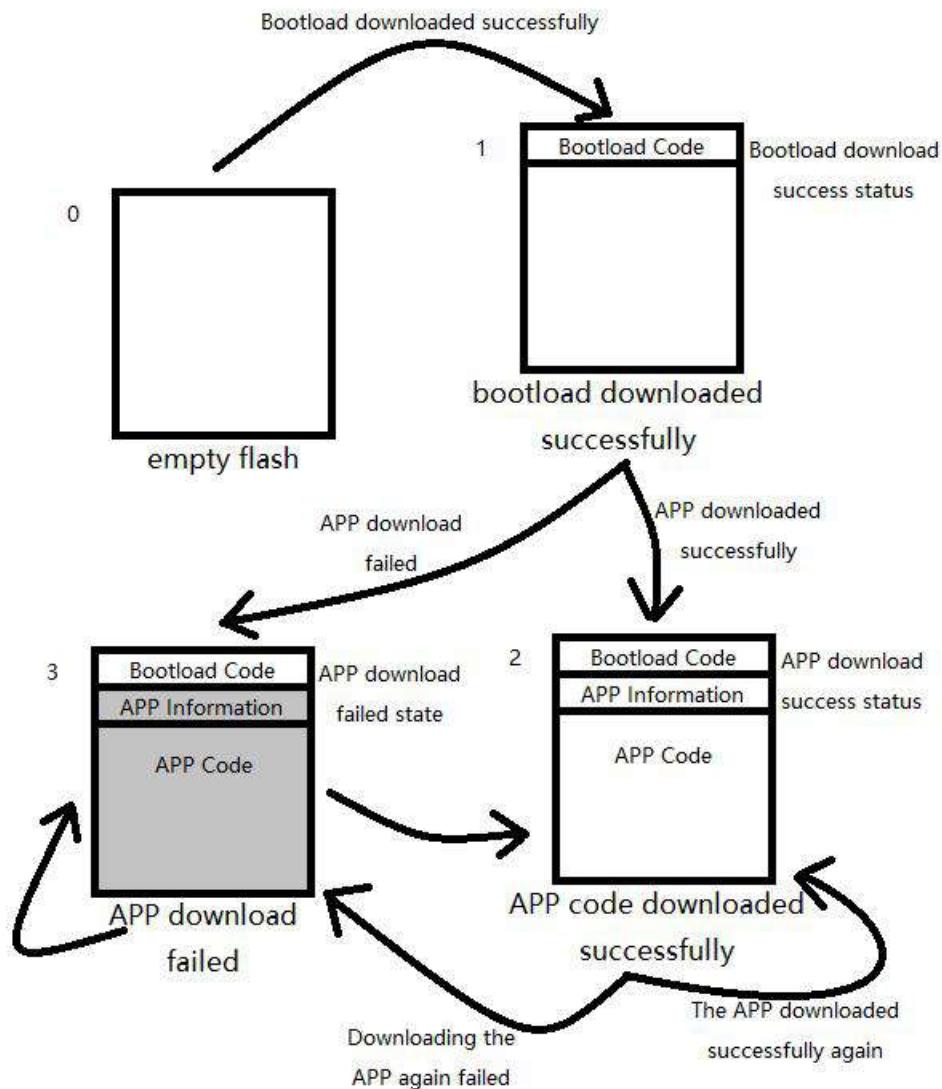 Bootload downloaded successfully
1
Bootload Code
Bootload download
success status
0
bootload downloaded
successfully
empty flash
APP download
failed
APP downloaded
successfully
3
Bootload Code
APP Information
APP Code
APP download
failed state
2
Bootload Code
APP Information
APP Code
APP download
success status
APP download
failed
APP code downloaded
successfully
Downloading the
APP again failed
The APP downloaded
successfully again